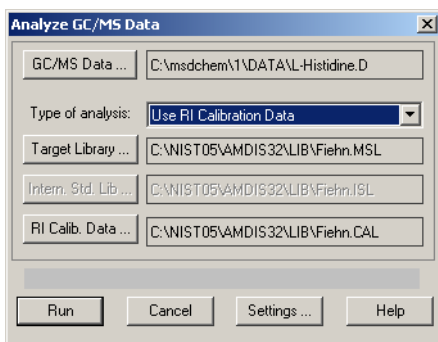 Analyze GC/MS Data
GC/MS Data ... C:\msdchem\1\DATA\L-Histidine.D
Type of analysis: Use RI Calibration Data
Target Library ... C:\NIST05\AMDIS32\LIB\Fiehn.MSL
Intern. Std. Lib ... C:\NIST05\AMDIS32\LIB\Fiehn.ISL
RI Calib. Data ... C:\NIST05\AMDIS32\LIB\Fiehn.CAL
Run Cancel Settings ... Help